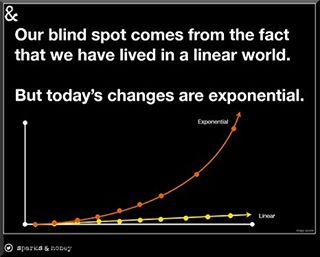 &
Our blind spot comes from the fact
that we have lived in a linear world.
But today's changes are exponential.
Exponential
Linear
sparks & honey